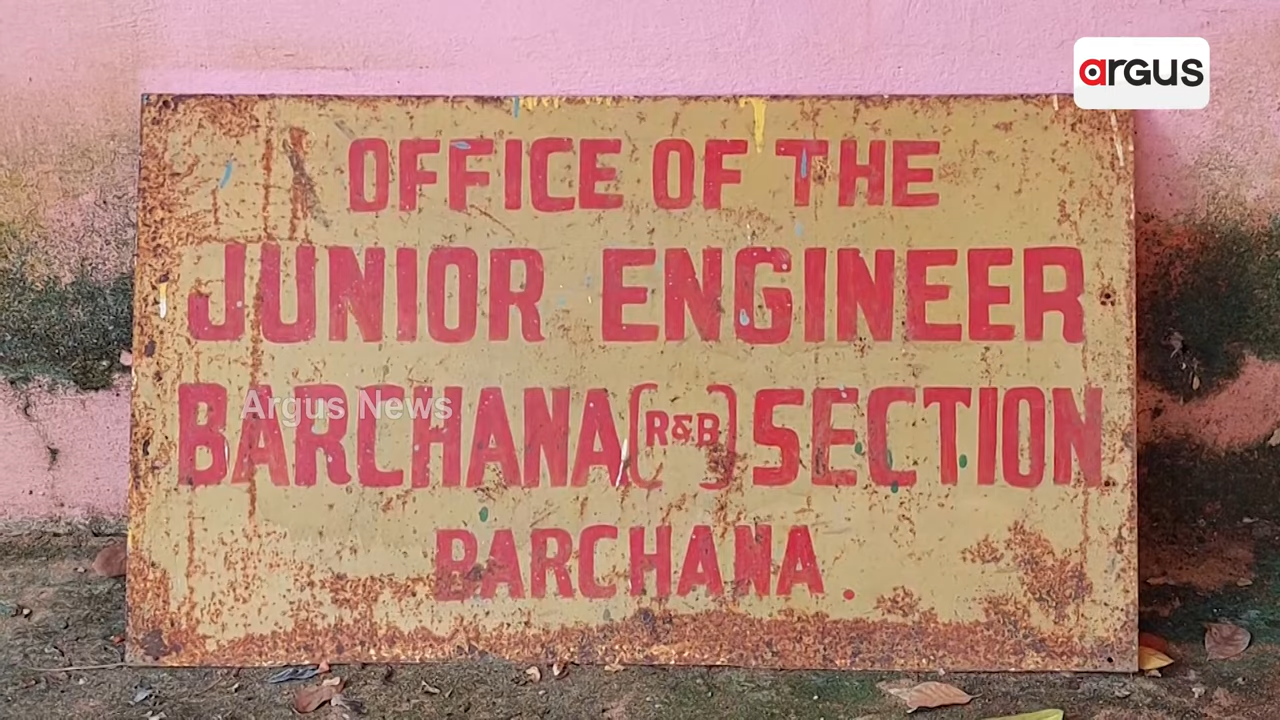 argus
OFFICE OF THE
JUNIOR ENGINEER
BARCHANA (R&B) SECTION
Argus News
BARCHANA.